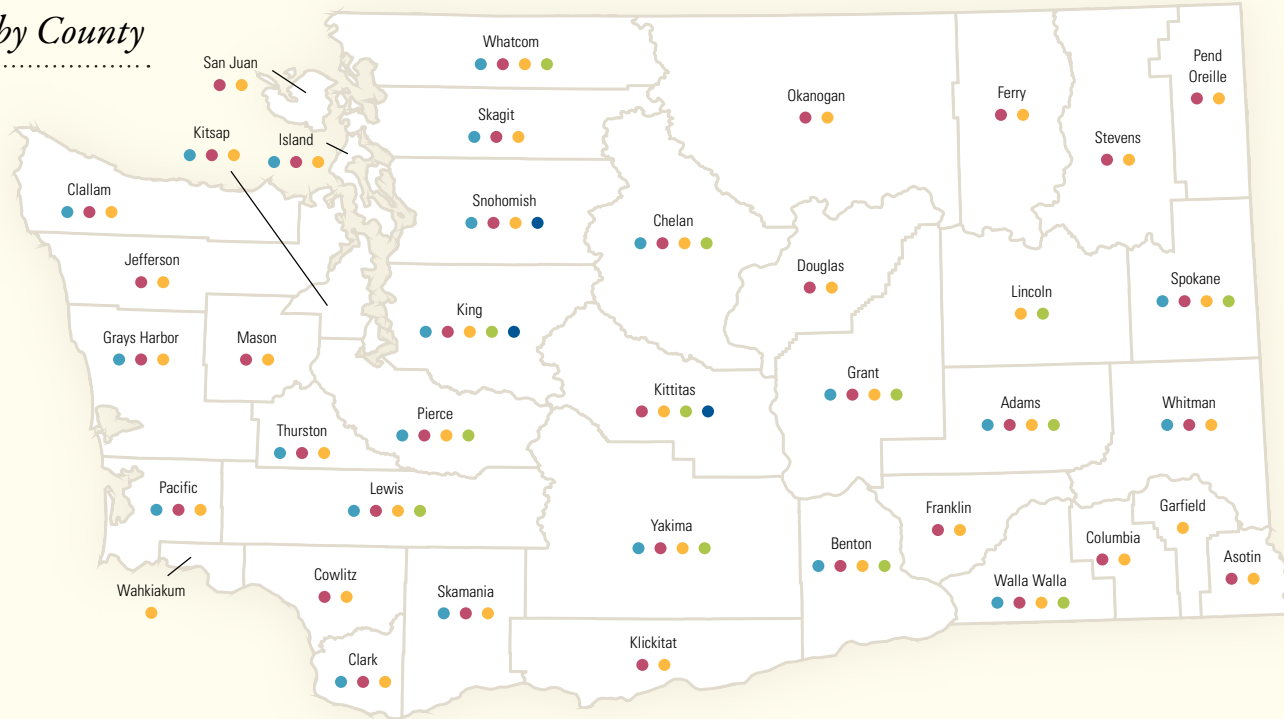 by County
San Juan
Whatcom
Pend
Oreille
Okanogan
Ferry
Skagit
Kitsap
Island
Stevens
Clallam
Snohomish
Chelan
Jefferson
Douglas
Spokane
Lincoln
King
Grays Harbor
Mason
Grant
Kittitas
Adams
Whitman
Pierce
Thurston
Pacific
Lewis
Garfield
Franklin
Yakima
Columbia
Benton
Asotin
Cowlitz
Walla Walla
Wahkiakum
Skamania
Klickitat
Clark